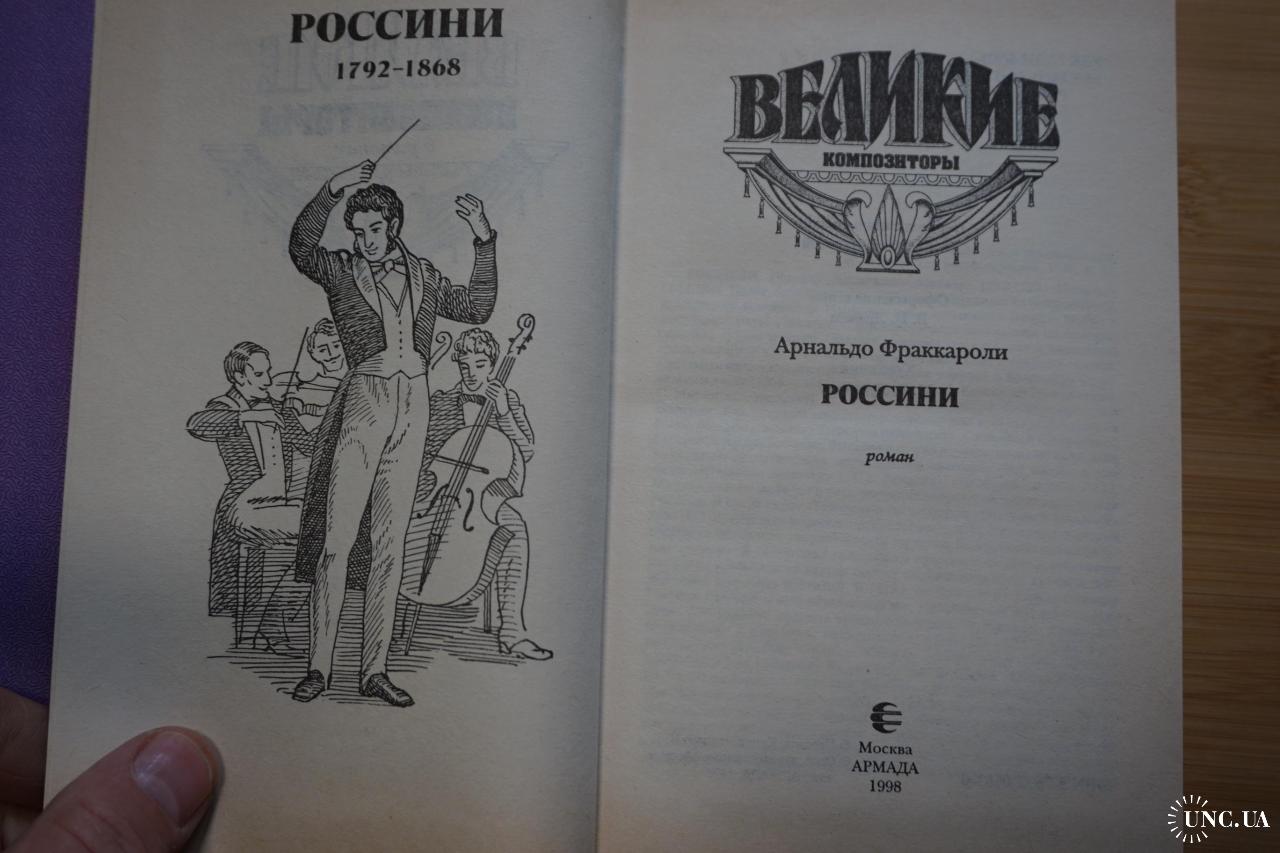 РОССИНИ
1792-1868
ВЕЛИКИЕ
КОМПОЗИТОРЫ
Арнальдо Фраккароли
РОССИНИ
роман
Москва
АРМАДА
1998
UNC.UA